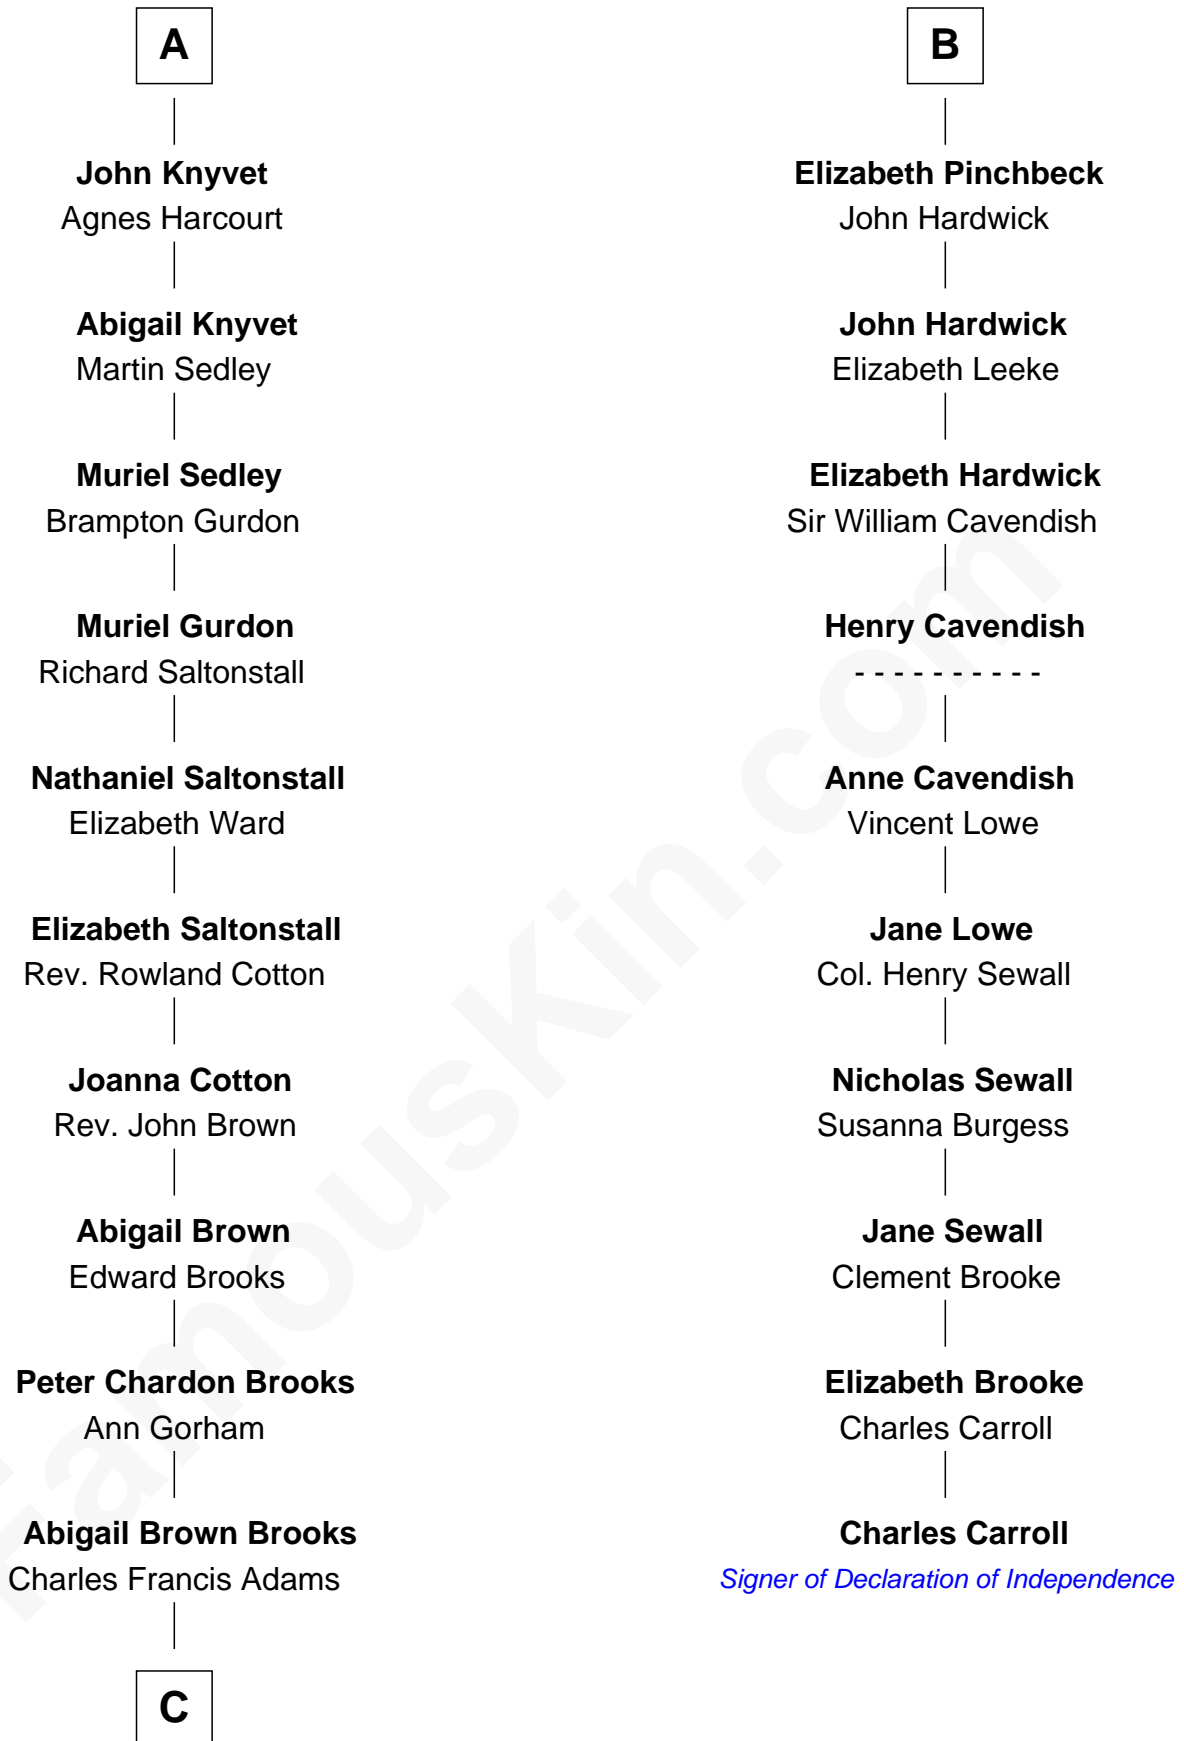 A
John Knyvet
Agnes Harcourt
Abigail Knyvet
Martin Sedley
Muriel Sedley
Brampton Gurdon
Muriel Gurdon
Richard Saltonstall
Nathaniel Saltonstall
Elizabeth Ward
Elizabeth Saltonstall
Rev. Rowland Cotton
Joanna Cotton
Rev. John Brown
Abigail Brown
Edward Brooks
Peter Chardon Brooks
Ann Gorham
Abigail Brown Brooks
Charles Francis Adams
C
B
Elizabeth Pinchbeck
John Hardwick
John Hardwick
Elizabeth Leeke
Elizabeth Hardwick
Sir William Cavendish
Henry Cavendish
- - - - - - - - - -
Anne Cavendish
Vincent Lowe
Jane Lowe
Col. Henry Sewall
Nicholas Sewall
Susanna Burgess
Jane Sewall
Clement Brooke
Elizabeth Brooke
Charles Carroll
Charles Carroll
Signer of Declaration of Independence
FamousKin.com